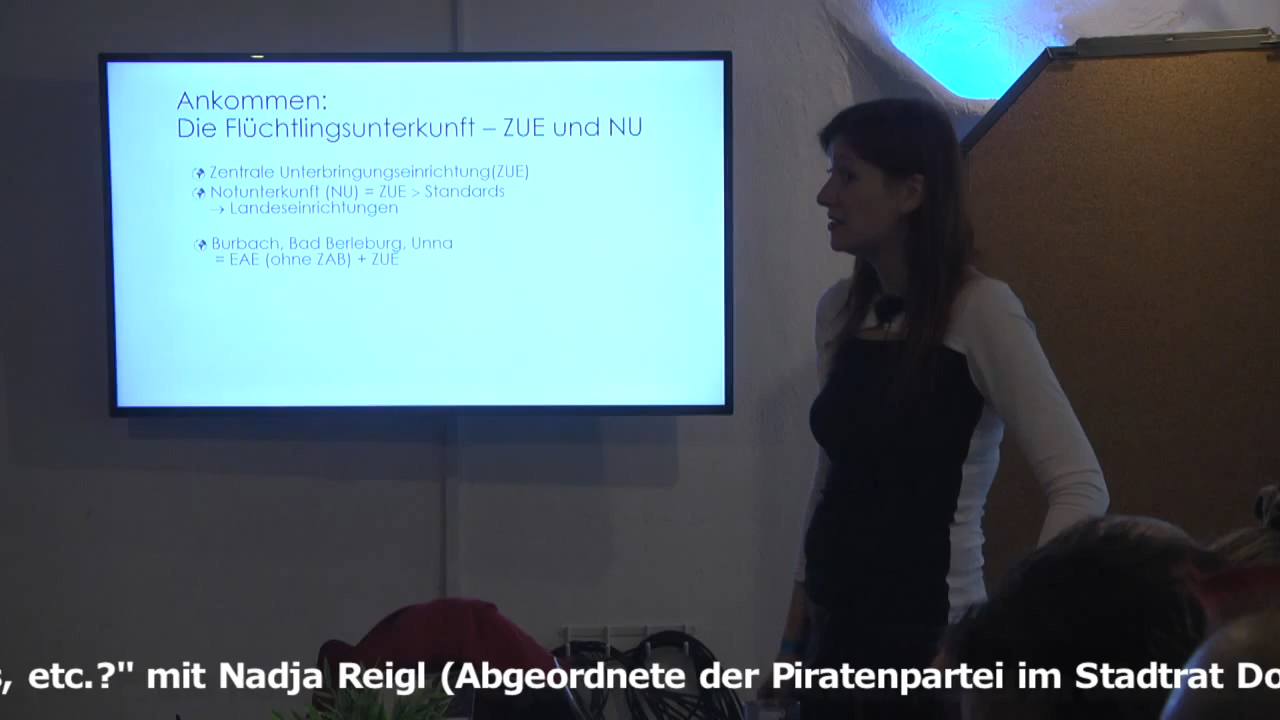 Ankommen:
Die Flüchtlingsunterkunft – ZUE und NU
Zentrale Unterbringungseinrichtung(ZUE)
Notunterkunft (NU) = ZUE > Standards
→ Landeseinrichtungen
Burbach, Bad Berleburg, Unna
= EAE (ohne ZAB) + ZUE
, etc.?" mit Nadja Reigl (Abgeordnete der Piratenpartei im Stadtrat Do